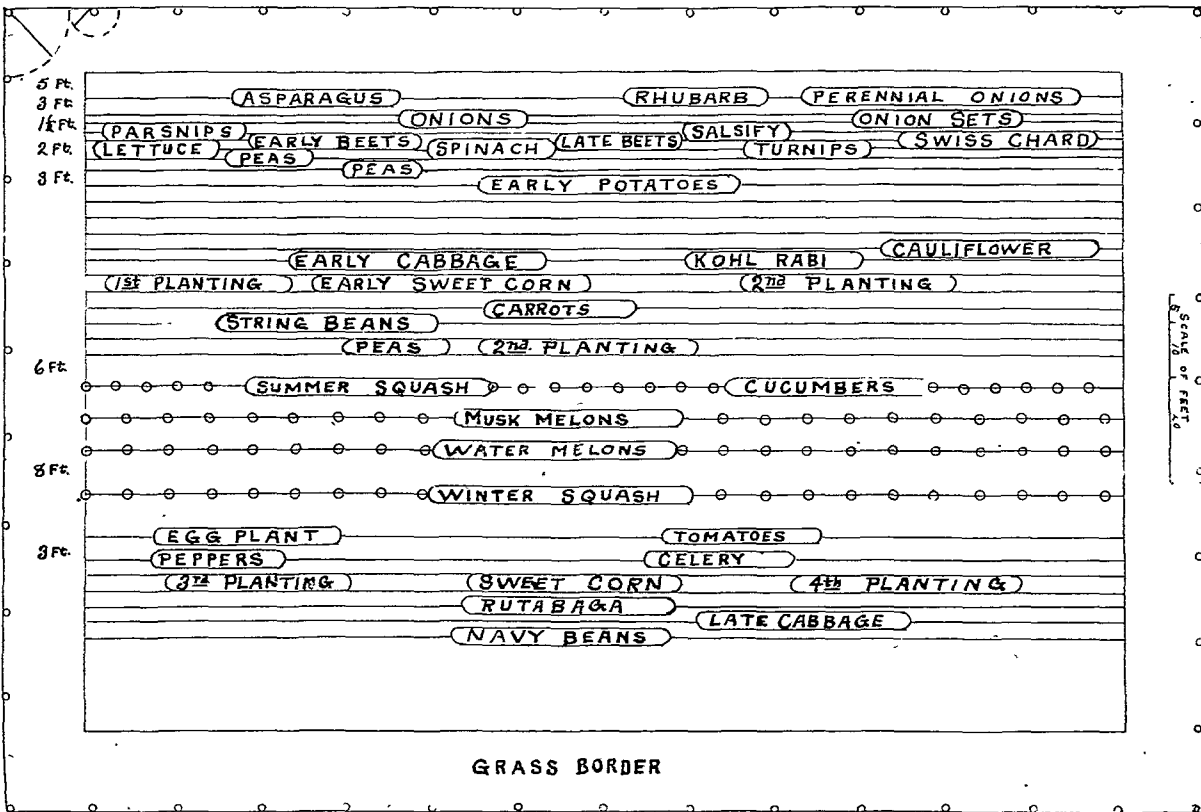 5 Ft.
ASPARAGUS RHUBARB PERENNIAL ONIONS
3 Ft.
ONIONS ONION SETS
1½ Ft.
PARSNIPS EARLY BEETS LATE BEETS SALSIFY SWISS CHARD
2 Ft.
LETTUCE SPINACH TURNIPS
PEAS
PEAS
3 Ft.
EARLY POTATOES
CAULIFLOWER
EARLY CABBAGE KOHL RABI
1st PLANTING EARLY SWEET CORN 2nd PLANTING
CARROTS
STRING BEANS
PEAS 2nd. PLANTING
6 Ft.
SUMMER SQUASH CUCUMBERS
MUSK MELONS
WATER MELONS
8 Ft.
WINTER SQUASH
EGG PLANT TOMATOES
3 Ft.
PEPPERS CELERY
3rd PLANTING SWEET CORN 4th PLANTING
RUTABAGA
LATE CABBAGE
NAVY BEANS
GRASS BORDER
SCALE OF FEET
5 10